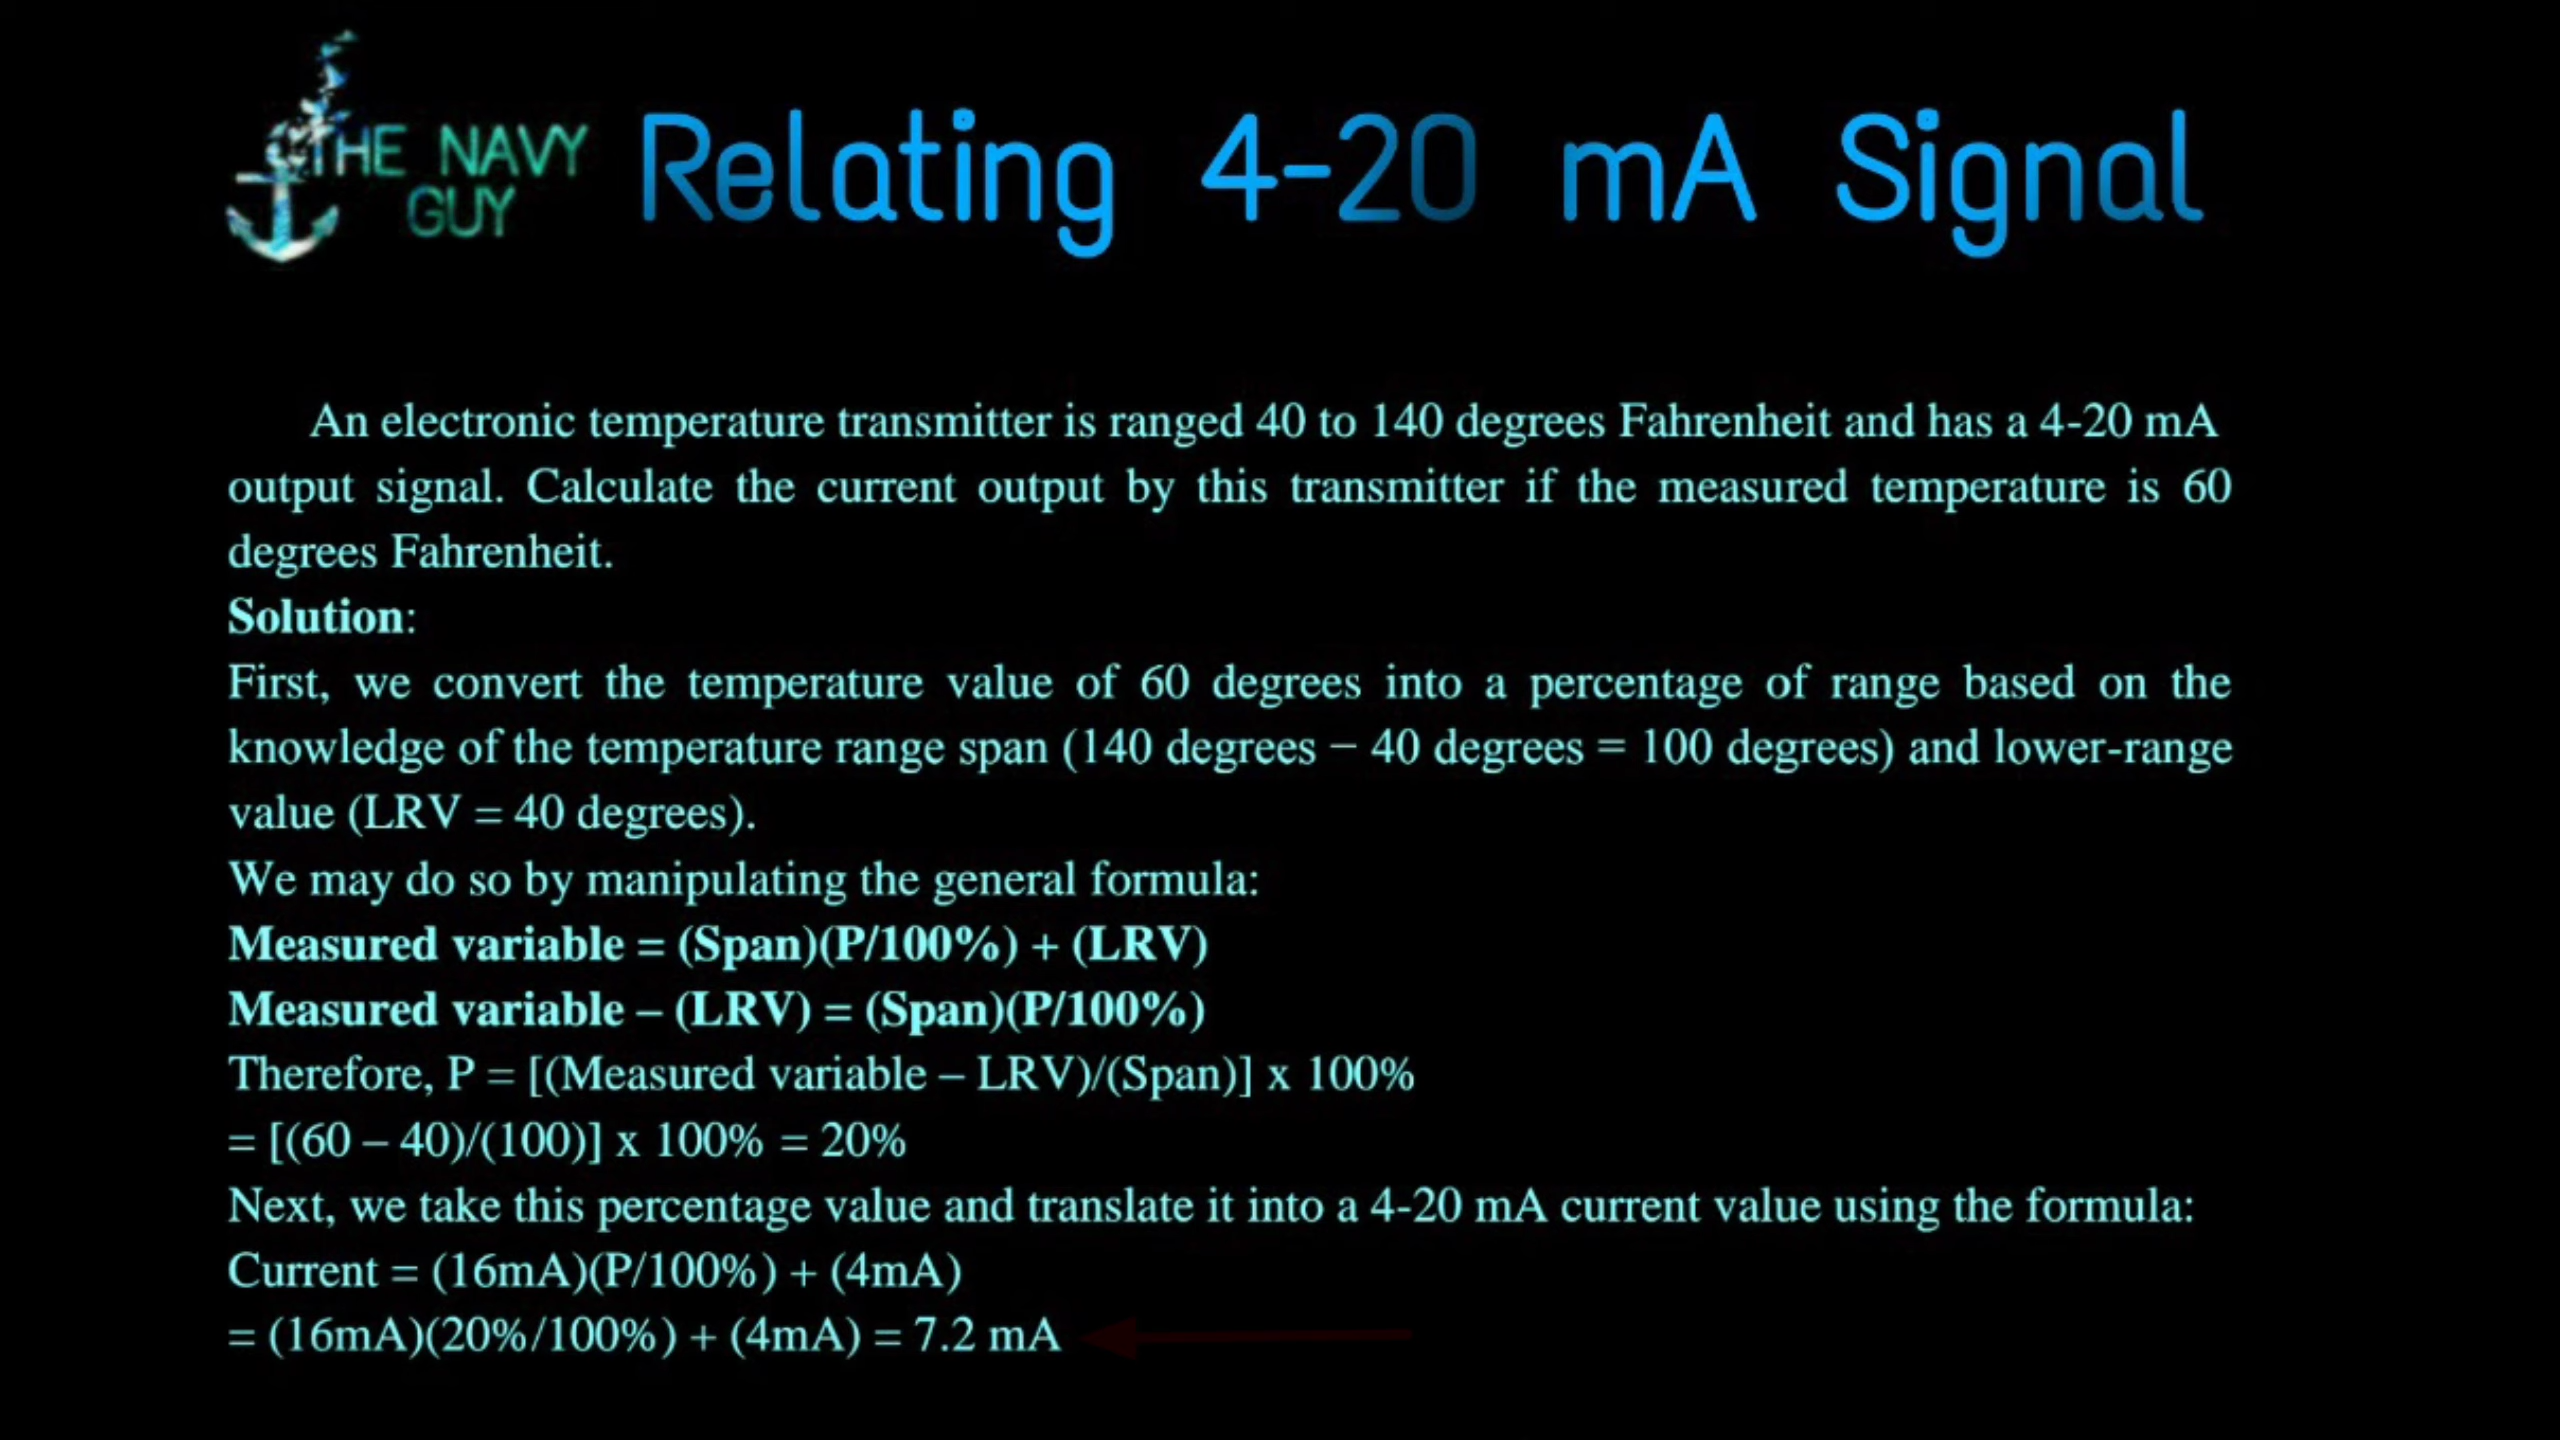 THE NAVY
GUY
Relating 4-20 mA Signal
An electronic temperature transmitter is ranged 40 to 140 degrees Fahrenheit and has a 4-20 mA
output signal. Calculate the current output by this transmitter if the measured temperature is 60
degrees Fahrenheit.
Solution:
First, we convert the temperature value of 60 degrees into a percentage of range based on the
knowledge of the temperature range span (140 degrees − 40 degrees = 100 degrees) and lower-range
value (LRV = 40 degrees).
We may do so by manipulating the general formula:
Measured variable = (Span)(P/100%) + (LRV)
Measured variable – (LRV) = (Span)(P/100%)
Therefore, P = [(Measured variable – LRV)/(Span)] x 100%
= [(60 – 40)/(100)] x 100% = 20%
Next, we take this percentage value and translate it into a 4-20 mA current value using the formula:
Current = (16mA)(P/100%) + (4mA)
= (16mA)(20%/100%) + (4mA) = 7.2 mA